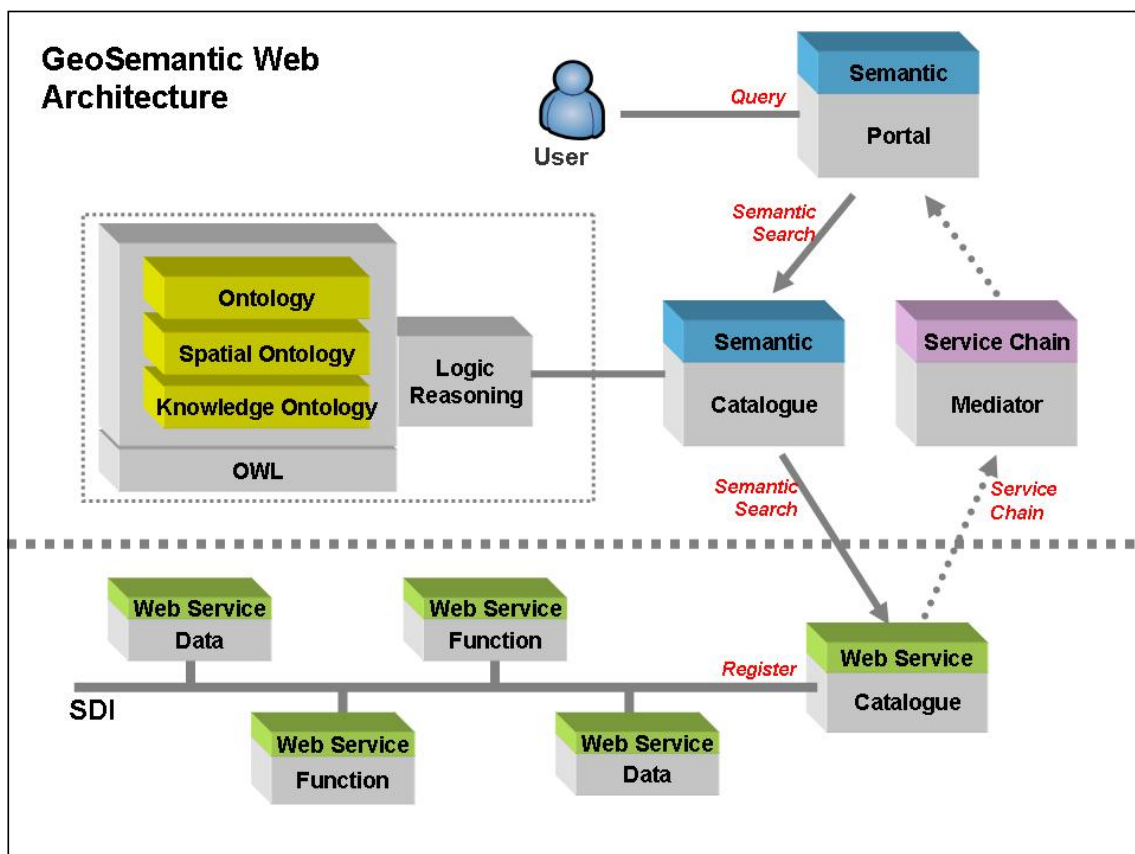 GeoSemantic Web
Architecture
User
Query
Semantic
Portal
Semantic
Search
Ontology
Spatial Ontology
Knowledge Ontology
OWL
Logic
Reasoning
Semantic
Catalogue
Service Chain
Mediator
Semantic
Search
Service
Chain
Web Service
Data
Web Service
Function
Register
Web Service
Catalogue
SDI
Web Service
Function
Web Service
Data